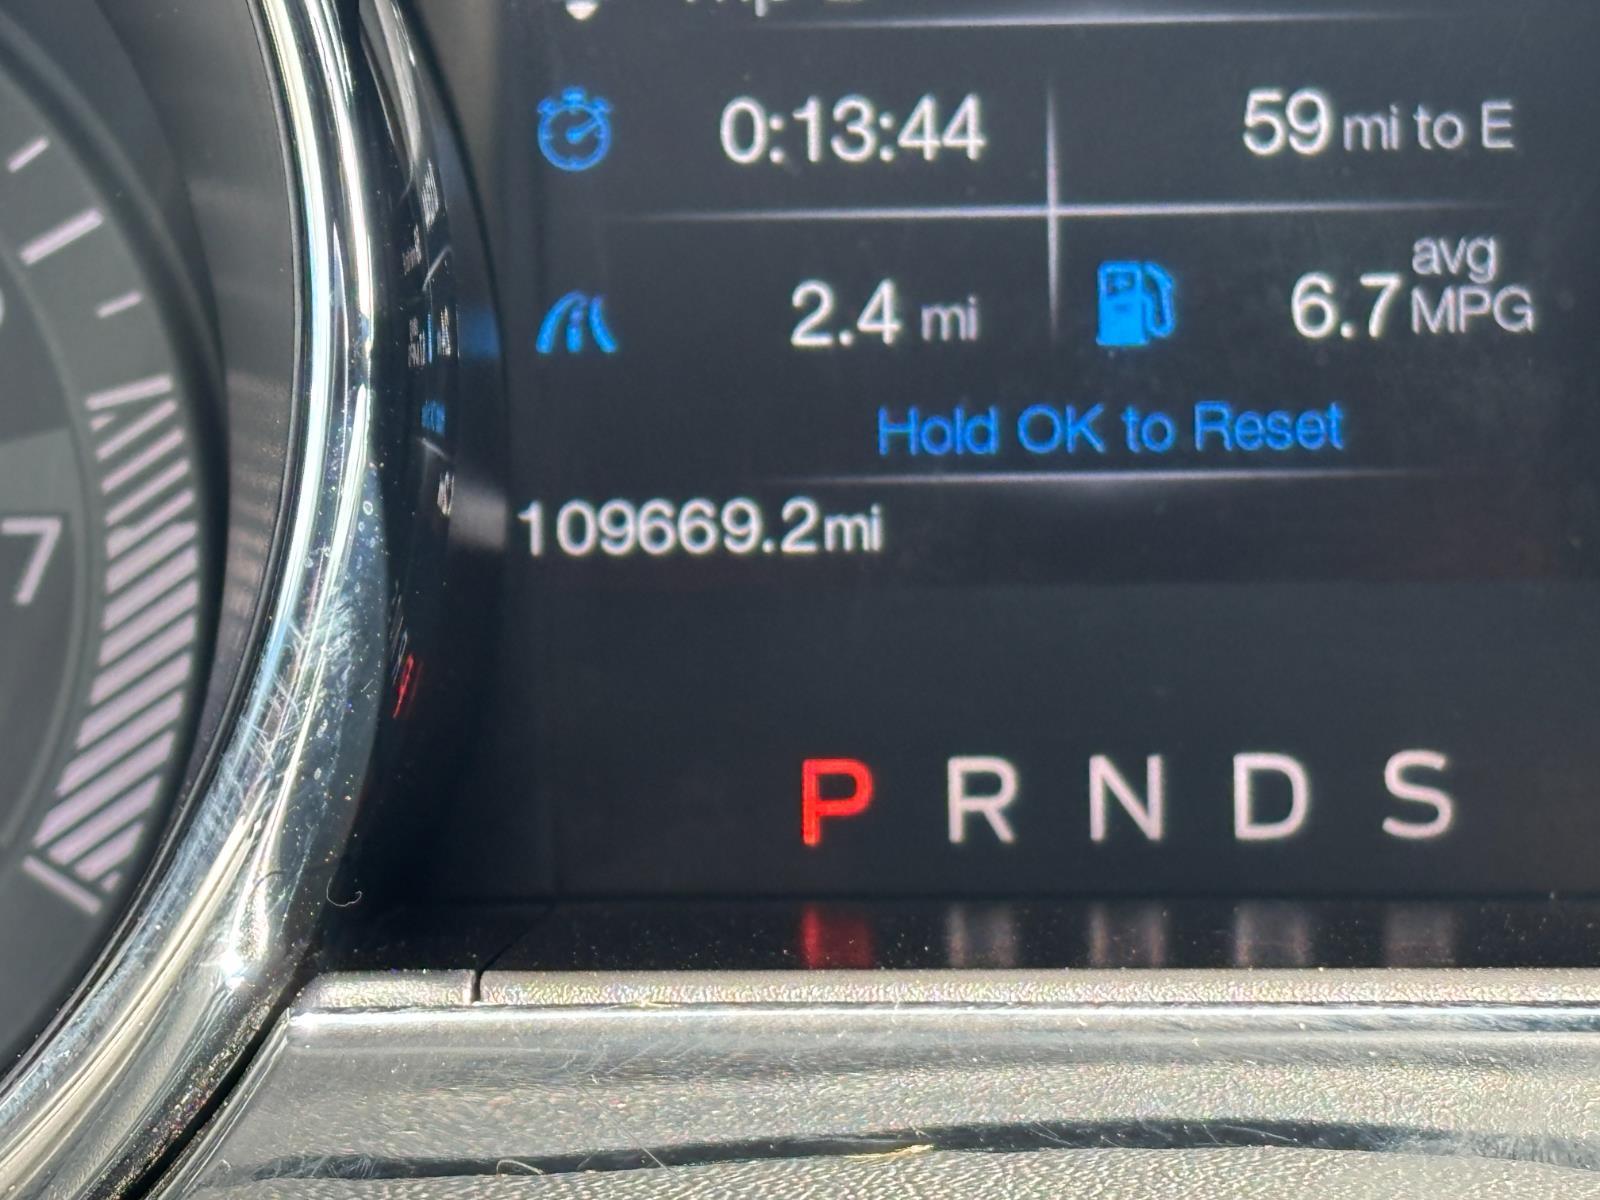 0:13:44 59 mi to E
2.4 mi 6.7 avg MPG
Hold OK to Reset
109669.2mi
P R N D S
7